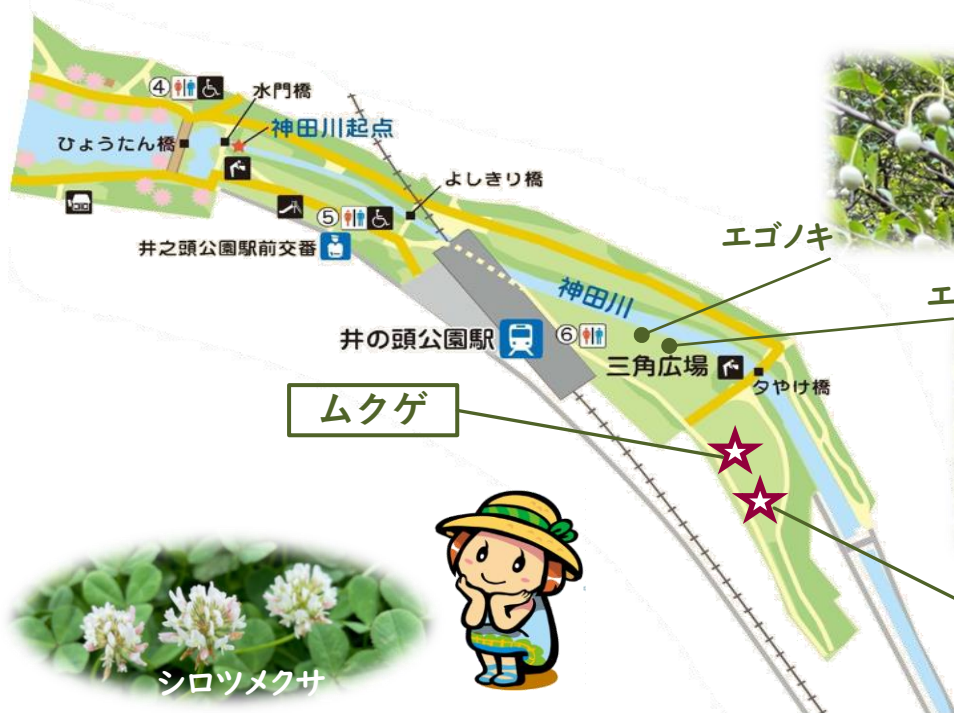 ④
水門橋
神田川起点
ひょうたん橋
よしきり橋
⑤
井之頭公園駅前交番
エゴノキ
神田川
エ
井の頭公園駅
⑥
三角広場
夕やけ橋
ムクゲ
シロツメクサ